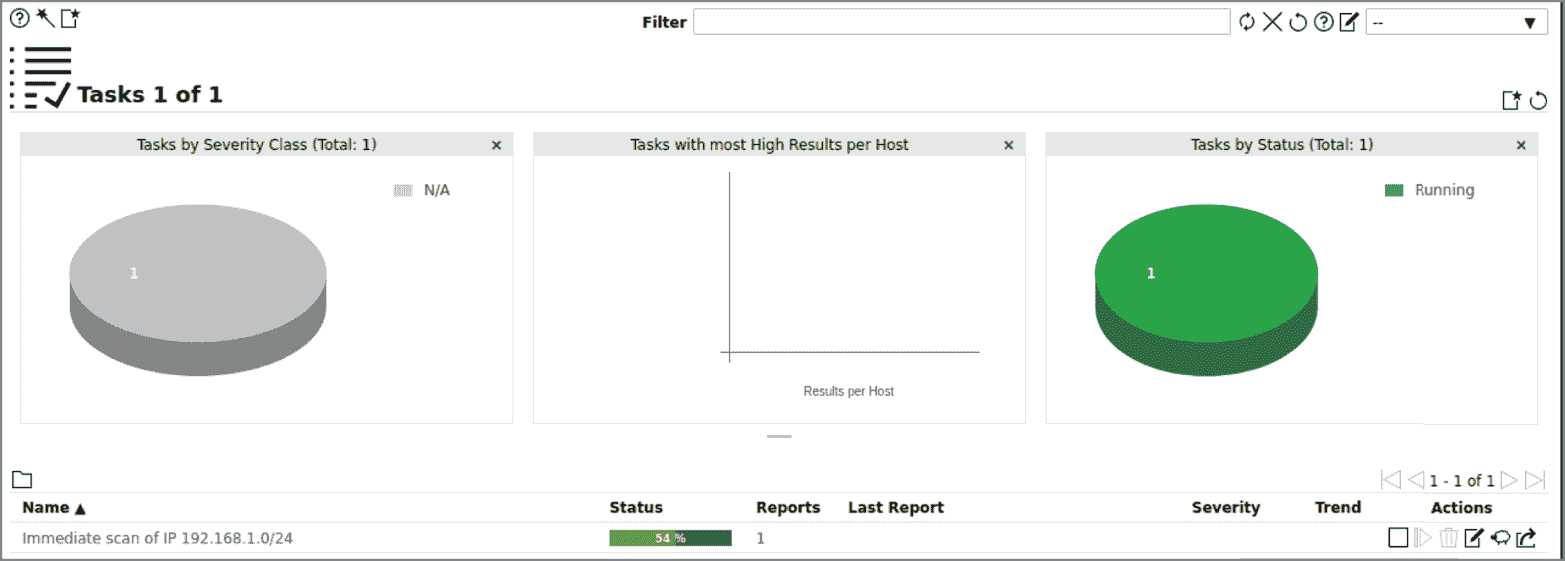 Filter --
Tasks 1 of 1
Tasks by Severity Class (Total: 1) Tasks with most High Results per Host Tasks by Status (Total: 1)
N/A Running
1 1
Results per Host
1 - 1 of 1
Name Status Reports Last Report Severity Trend Actions
Immediate scan of IP 192.168.1.0/24 54 % 1